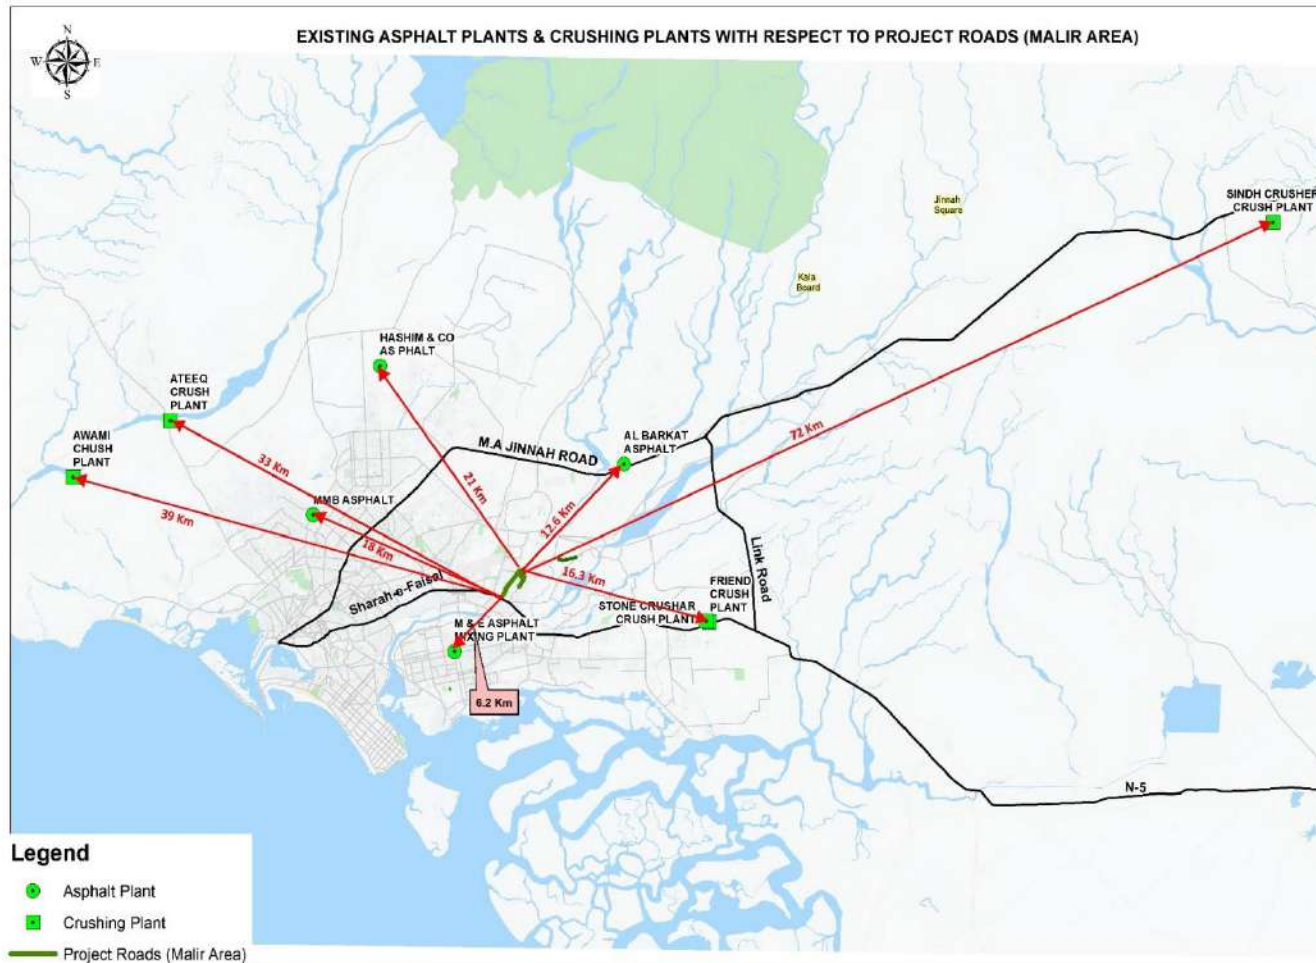 EXISTING ASPHALT PLANTS & CRUSHING PLANTS WITH RESPECT TO PROJECT ROADS (MALIR AREA)
N
W
E
S
Jinnah
Square
SINDH CRUSHER
CRUSH PLANT
Kala
Board
HASHIM & CO
AS PHALT
ATEEQ
CRUSH
PLANT
AWAMI
CHUSH
PLANT
M.A JINNAH ROAD
AL BARKAT
ASPHALT
72 Km
33 Km
21 Km
MMB ASPHALT
39 Km
18 Km
12.6 Km
Link Road
16.3 Km
Sharah-e-Faisal
FRIEND
CRUSH
PLANT
STONE CRUSHAR
CRUSH PLANT
M & E ASPHALT
MIXING PLANT
6.2 Km
N-5
Legend
Asphalt Plant
Crushing Plant
Project Roads (Malir Area)